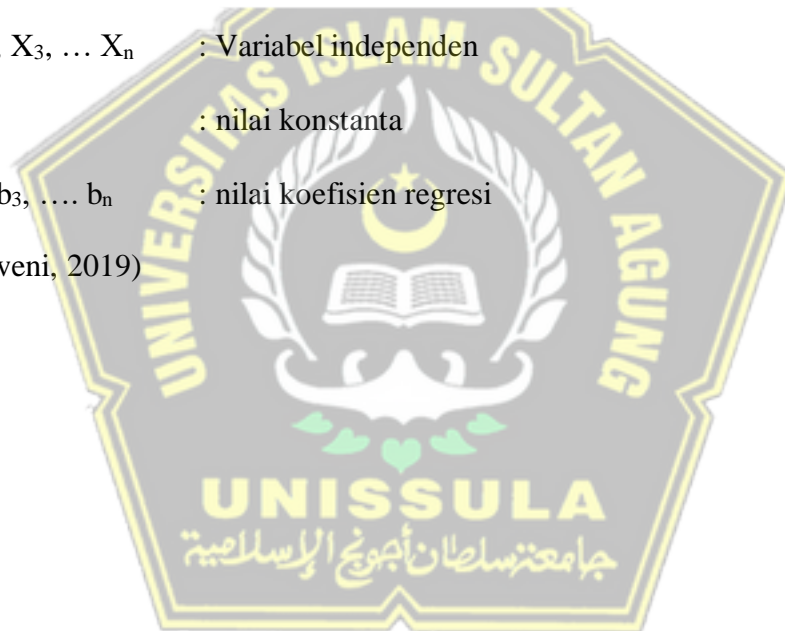 , X₃, … Xₙ : Variabel independen
: nilai konstanta
b₃, …. bₙ : nilai koefisien regresi
veni, 2019)
UNIVERSITAS ISLAM SULTAN AGUNG
UNISSULA
جامعة سلطان أجونج الإسلامية